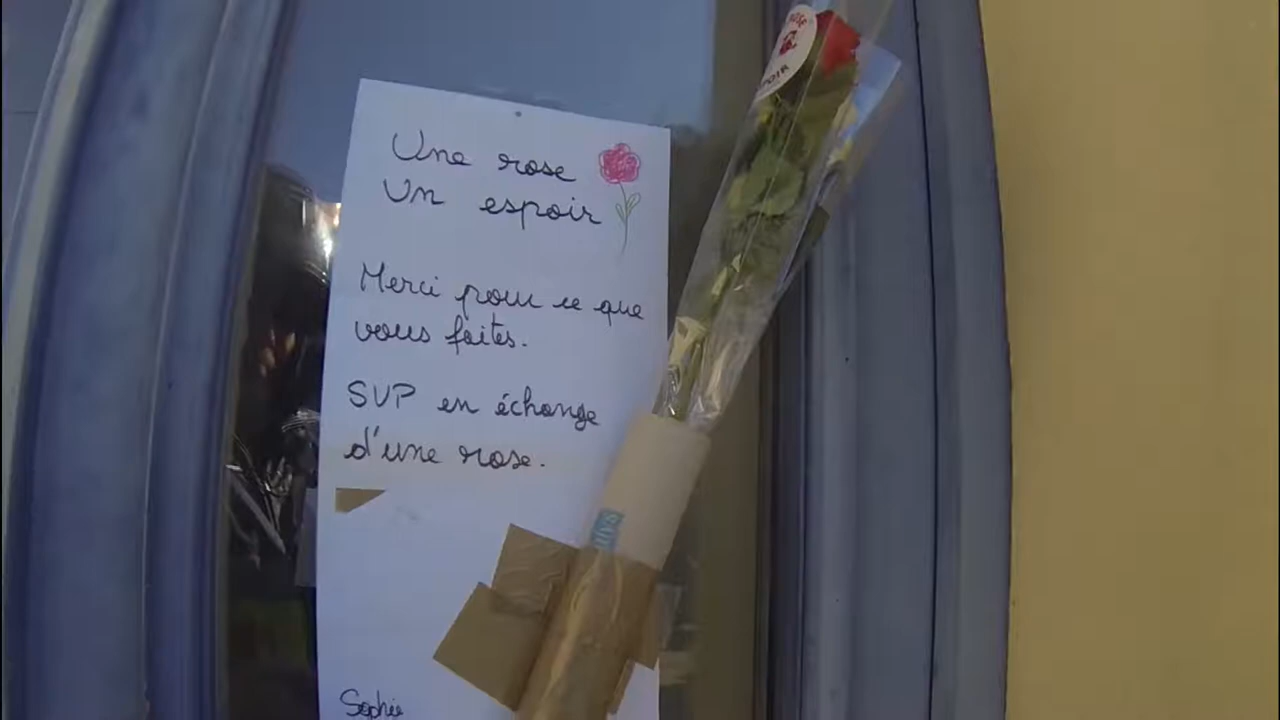 Une rose
Un espoir
Merci pour ce que
vous faites.
SVP en échange
d'une rose.
Sophie